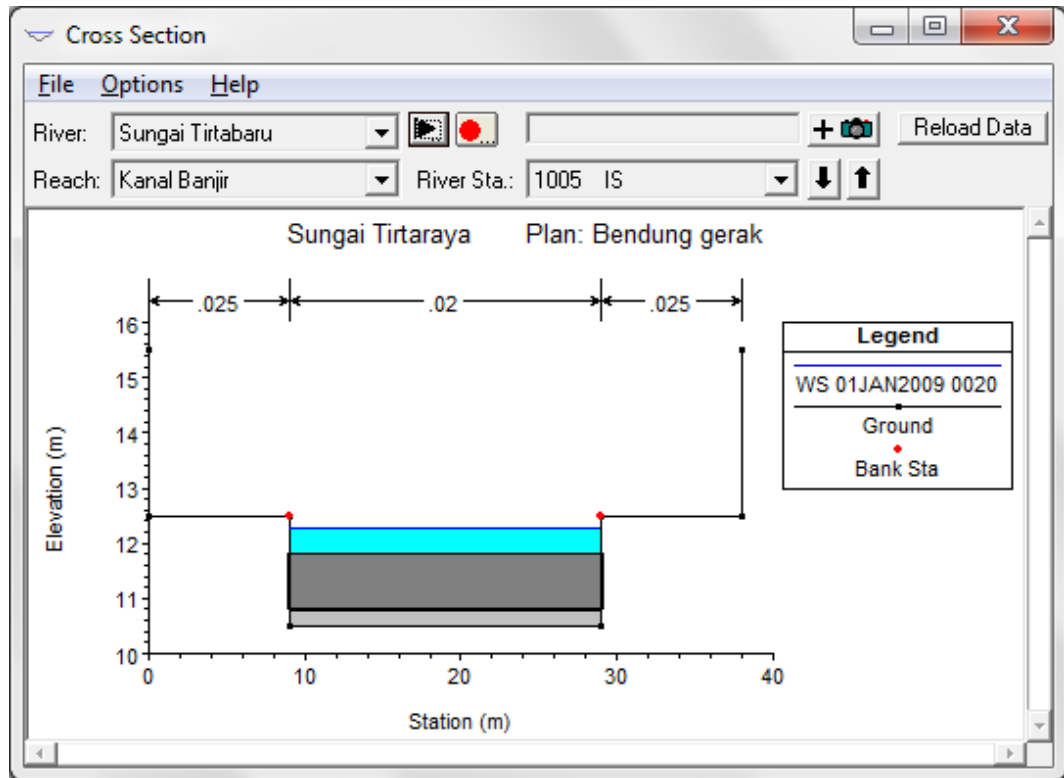 Cross Section
File Options Help
River: Sungai Tirtabaru Reload Data
Reach: Kanal Banjir River Sta.: 1005 IS
Sungai Tirtaraya Plan: Bendung gerak
.025 .02 .025
16
15
14
13
12
11
10
Elevation (m)
0 10 20 30 40
Station (m)
Legend
WS 01JAN2009 0020
Ground
Bank Sta